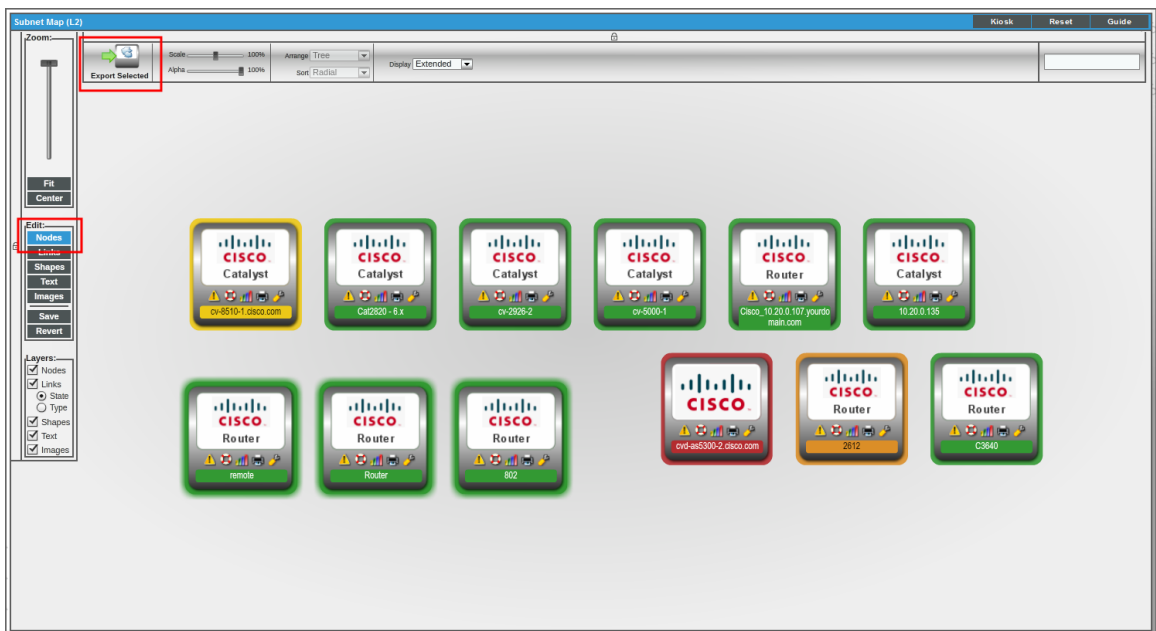 Subnet Map (L2)
Kiosk
Reset
Guide
Zoom:
Export Selected
Scale
100%
Alpha
100%
Arrange
Tree
Sort
Radial
Display
Extended
Fit
Center
Edit:
Nodes
Links
Shapes
Text
Images
Save
Revert
Layers:
Nodes
Links
State
Type
Shapes
Text
Images
CISCO
Catalyst
cv-8510-1.cisco.com
CISCO
Catalyst
Cat2820 - 6.x
CISCO
Catalyst
cv-2926-2
CISCO
Catalyst
cv-5000-1
CISCO
Router
Cisco_10.20.0.107.yourdo
main.com
CISCO
Catalyst
10.20.0.135
CISCO
Router
remote
CISCO
Router
Router
CISCO
Router
802
CISCO
cvd-as5300-2.cisco.com
CISCO
Router
2612
CISCO
Router
C3640